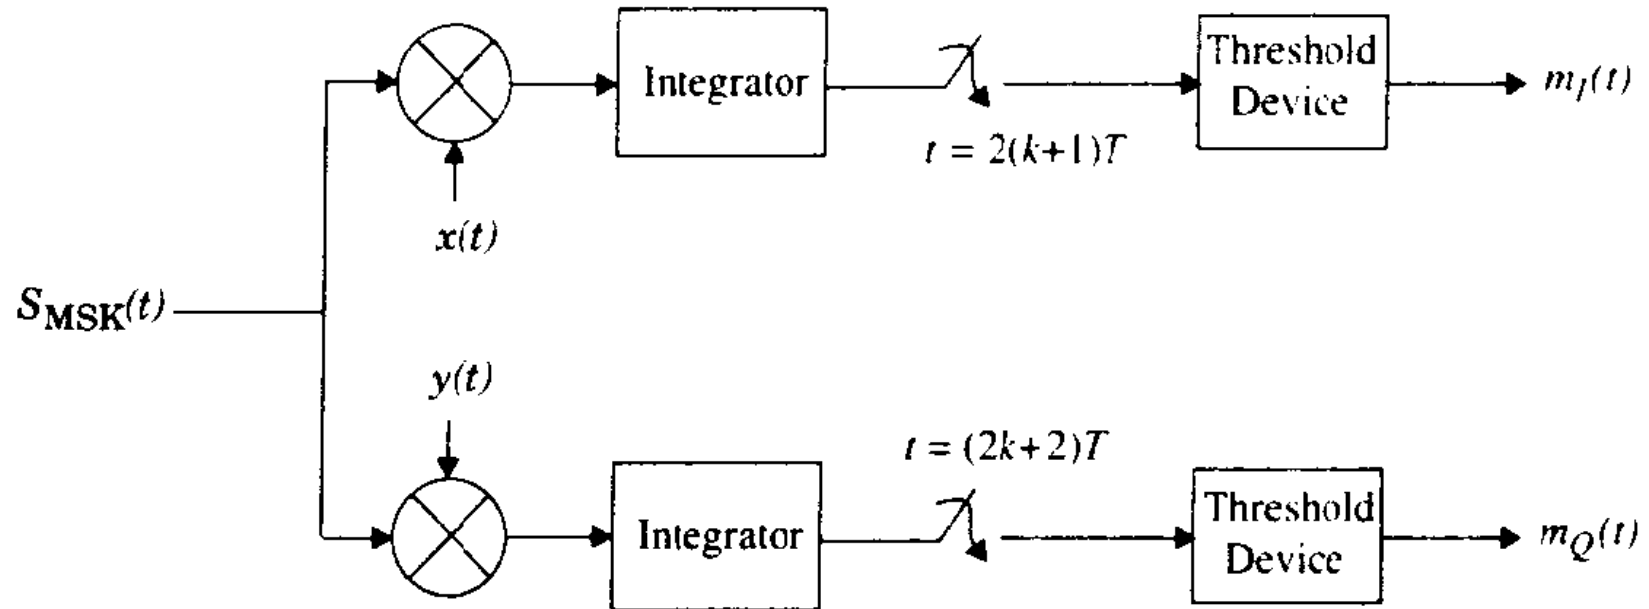 Integrator
Threshold
Device
m_I(t)
t = 2(k+1)T
x(t)
S_MSK(t)
y(t)
t = (2k+2)T
Integrator
Threshold
Device
m_Q(t)